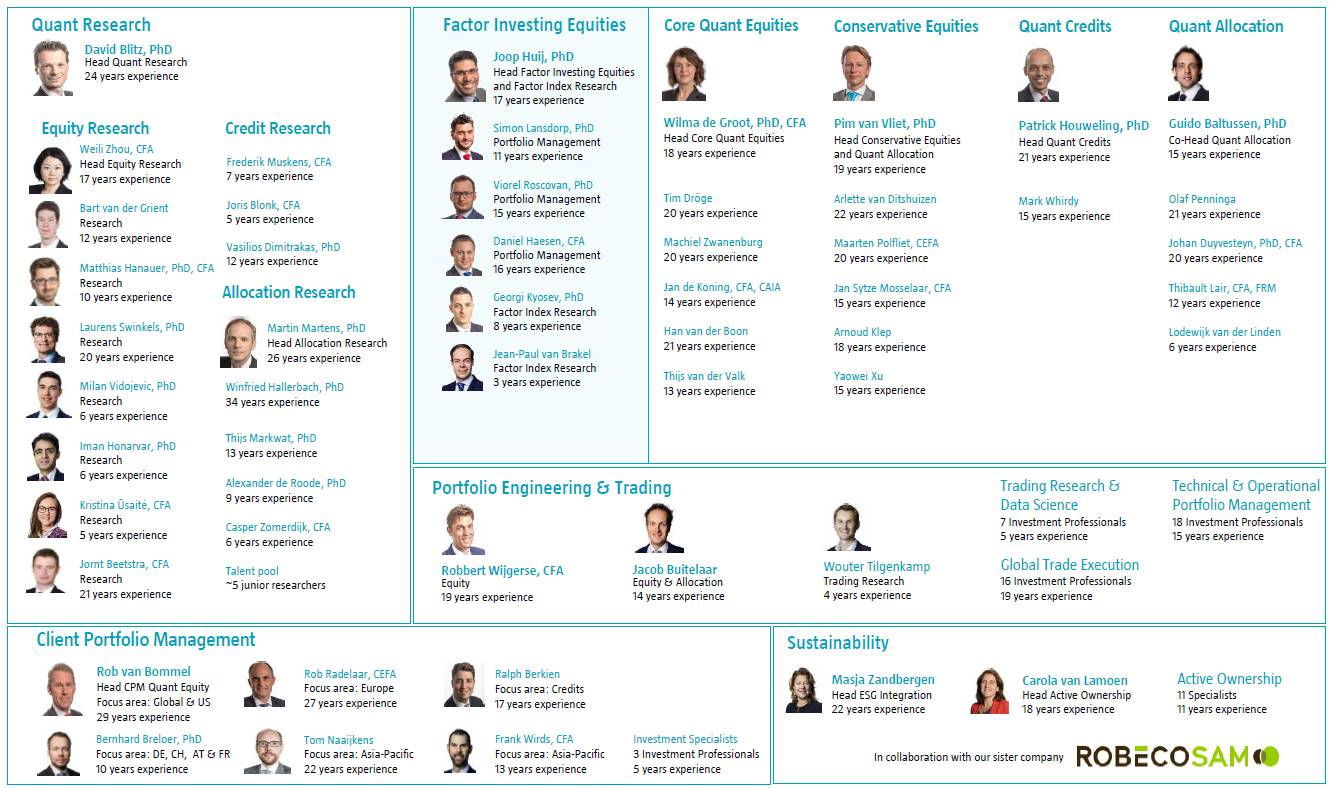 Quant Research
David Blitz, PhD
Head Quant Research
24 years experience
Equity Research
Weili Zhou, CFA
Head Equity Research
17 years experience
Bart van der Grient
Research
12 years experience
Matthias Hanauer, PhD, CFA
Research
10 years experience
Laurens Swinkels, PhD
Research
20 years experience
Milan Vidojevic, PhD
Research
6 years experience
Iman Honarvar, PhD
Research
6 years experience
Kristina Ūsaitė, CFA
Research
5 years experience
Jornt Beetstra, CFA
Research
21 years experience
Credit Research
Frederik Muskens, CFA
7 years experience
Joris Blonk, CFA
5 years experience
Vasilios Dimitrakas, PhD
12 years experience
Allocation Research
Martin Martens, PhD
Head Allocation Research
26 years experience
Winfried Hallerbach, PhD
34 years experience
Thijs Markwat, PhD
13 years experience
Alexander de Roode, PhD
9 years experience
Casper Zomerdijk, CFA
6 years experience
Talent pool
~5 junior researchers
Factor Investing Equities
Joop Huij, PhD
Head Factor Investing Equities
and Factor Index Research
17 years experience
Simon Lansdorp, PhD
Portfolio Management
11 years experience
Viorel Roscovan, PhD
Portfolio Management
15 years experience
Daniel Haesen, CFA
Portfolio Management
16 years experience
Georgi Kyosev, PhD
Factor Index Research
8 years experience
Jean-Paul van Brakel
Factor Index Research
3 years experience
Core Quant Equities
Wilma de Groot, PhD, CFA
Head Core Quant Equities
18 years experience
Tim Dröge
20 years experience
Machiel Zwanenburg
20 years experience
Jan de Koning, CFA, CAIA
14 years experience
Han van der Boon
21 years experience
Thijs van der Valk
13 years experience
Conservative Equities
Pim van Vliet, PhD
Head Conservative Equities
and Quant Allocation
19 years experience
Arlette van Ditshuizen
22 years experience
Maarten Polfliet, CEFA
20 years experience
Jan Sytze Mosselaar, CFA
15 years experience
Arnoud Klep
18 years experience
Yaowei Xu
15 years experience
Quant Credits
Patrick Houweling, PhD
Head Quant Credits
21 years experience
Mark Whirdy
15 years experience
Quant Allocation
Guido Baltussen, PhD
Co-Head Quant Allocation
15 years experience
Olaf Penninga
21 years experience
Johan Duyvesteyn, PhD, CFA
20 years experience
Thibault Lair, CFA, FRM
12 years experience
Lodewijk van der Linden
6 years experience
Portfolio Engineering & Trading
Robbert Wijgerse, CFA
Equity
19 years experience
Jacob Buitelaar
Equity & Allocation
14 years experience
Wouter Tilgenkamp
Trading Research
4 years experience
Trading Research &
Data Science
7 Investment Professionals
5 years experience
Global Trade Execution
16 Investment Professionals
19 years experience
Technical & Operational
Portfolio Management
18 Investment Professionals
15 years experience
Client Portfolio Management
Rob van Bommel
Head CPM Quant Equity
Focus area: Global & US
29 years experience
Rob Radelaar, CEFA
Focus area: Europe
27 years experience
Ralph Berkien
Focus area: Credits
17 years experience
Bernhard Breloer, PhD
Focus area: DE, CH, AT & FR
10 years experience
Tom Naaijkens
Focus area: Asia-Pacific
22 years experience
Frank Wirds, CFA
Focus area: Asia-Pacific
13 years experience
Investment Specialists
3 Investment Professionals
5 years experience
Sustainability
Masja Zandbergen
Head ESG Integration
22 years experience
Carola van Lamoen
Head Active Ownership
18 years experience
Active Ownership
11 Specialists
11 years experience
In collaboration with our sister company
ROBECOSAM